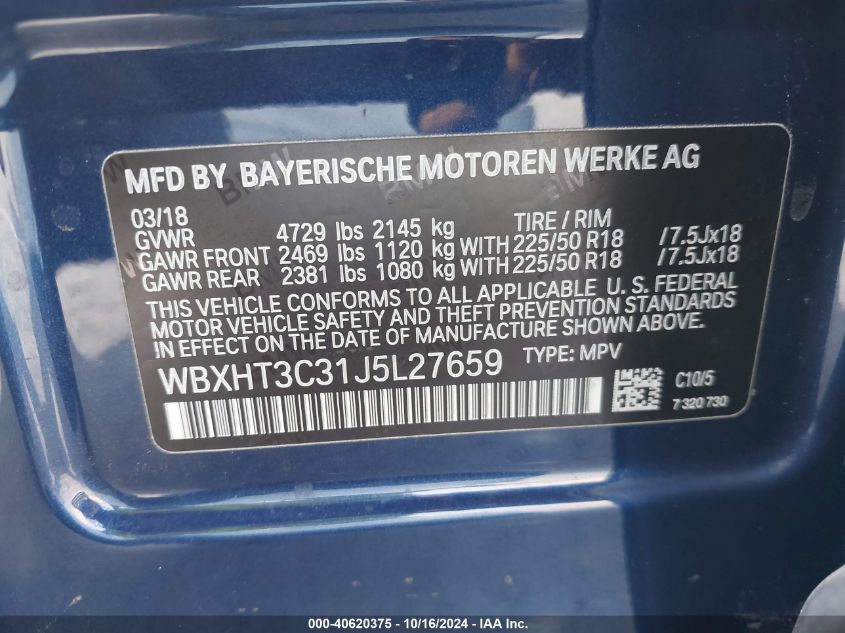 MFD BY BAYERISCHE MOTOREN WERKE AG
03/18 TIRE / RIM
GVWR 4729 lbs 2145 kg
GAWR FRONT 2469 lbs 1120 kg WITH 225/50 R18 / 7.5Jx18
GAWR REAR 2381 lbs 1080 kg WITH 225/50 R18 / 7.5Jx18
THIS VEHICLE CONFORMS TO ALL APPLICABLE U. S. FEDERAL
MOTOR VEHICLE SAFETY AND THEFT PREVENTION STANDARDS
IN EFFECT ON THE DATE OF MANUFACTURE SHOWN ABOVE.
WBXHT3C31J5L27659 TYPE: MPV
C10/5
7 320 730
000-40620375 - 10/16/2024 - IAA Inc.